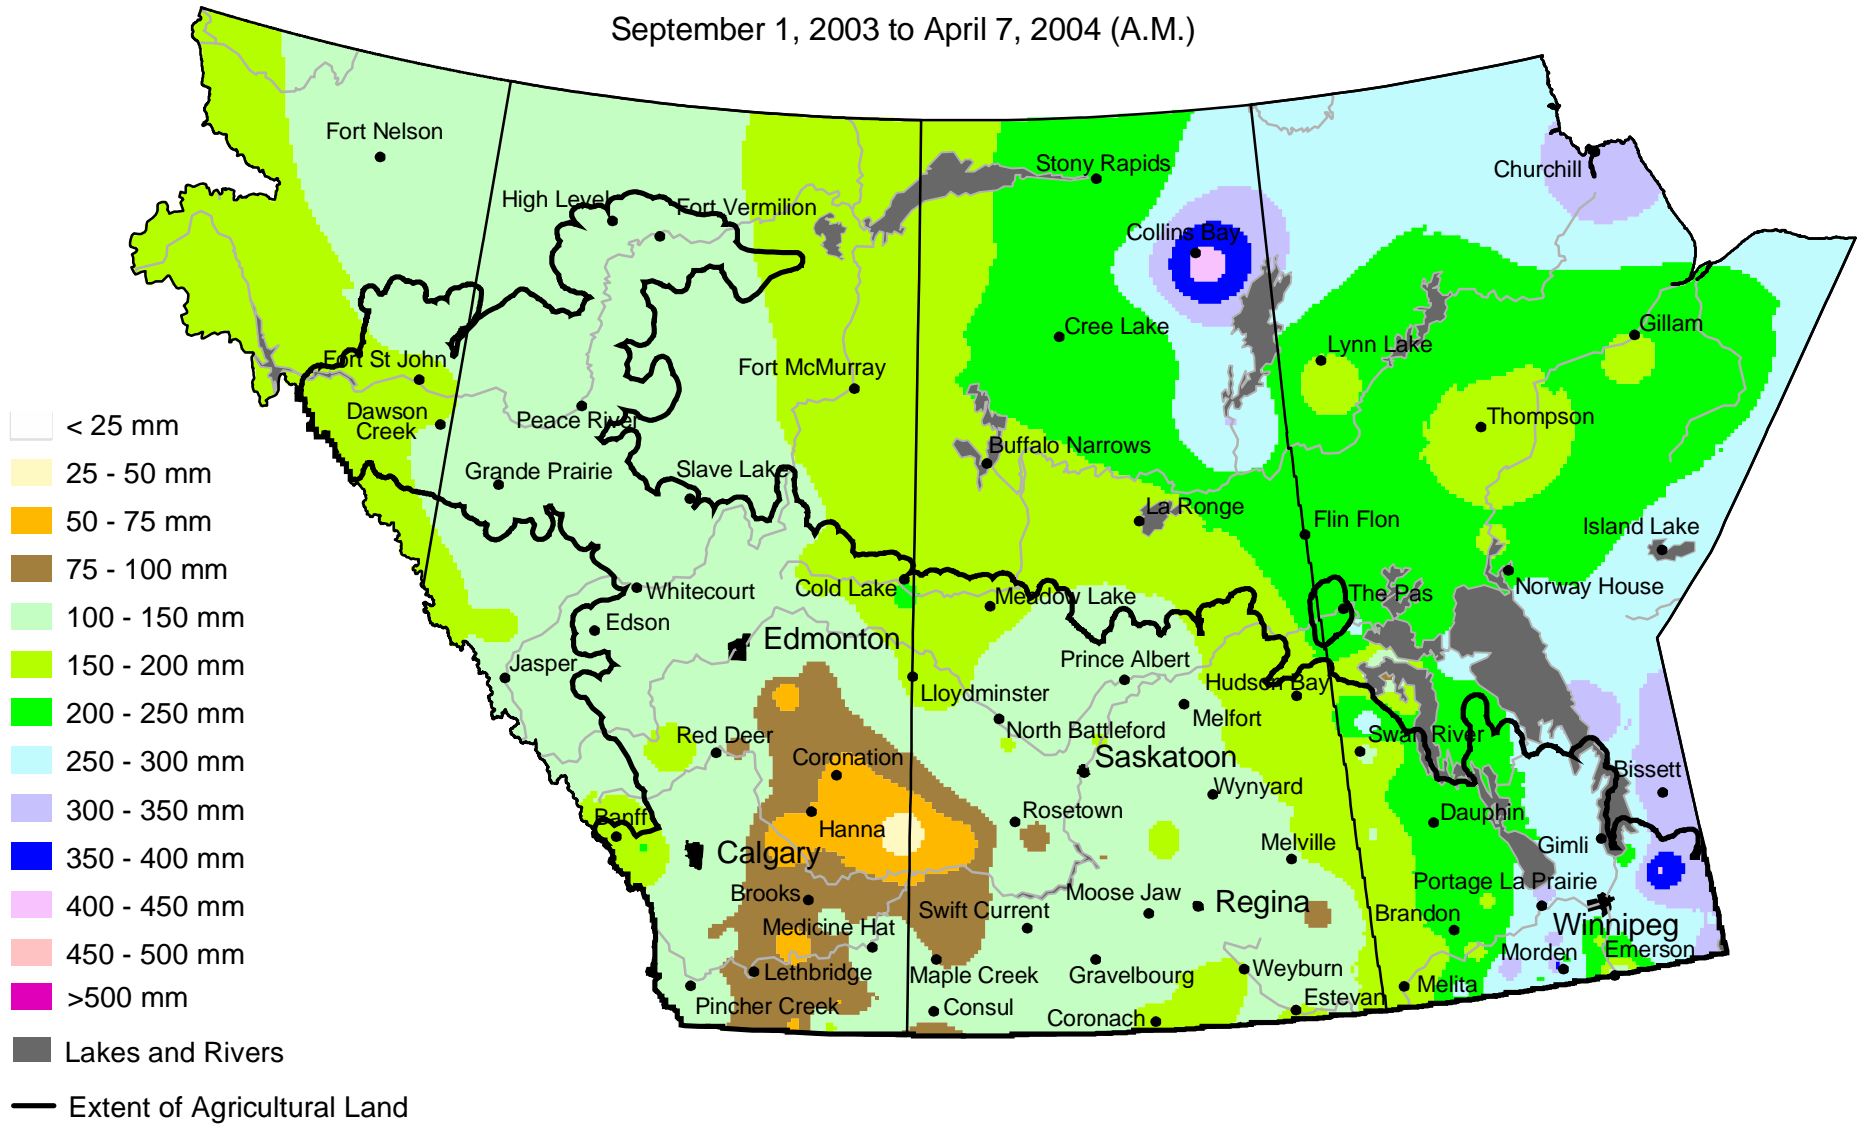 September 1, 2003 to April 7, 2004 (A.M.)
Fort Nelson
High Level
Fort Vermilion
Stony Rapids
Churchill
Collins Bay
Cree Lake
Lynn Lake
Gillam
Fort St John
Fort McMurray
Dawson
Creek
Peace River
Thompson
Buffalo Narrows
Grande Prairie
Slave Lake
La Ronge
Flin Flon
Island Lake
Whitecourt
Cold Lake
Meadow Lake
The Pas
Norway House
Edson
Edmonton
Jasper
Prince Albert
Lloydminster
Hudson Bay
Melfort
North Battleford
Red Deer
Swan River
Coronation
Saskatoon
Bissett
Wynyard
Banff
Hanna
Rosetown
Dauphin
Calgary
Melville
Gimli
Brooks
Moose Jaw
Portage La Prairie
Swift Current
Regina
Brandon
Medicine Hat
Winnipeg
Lethbridge
Maple Creek
Gravelbourg
Weyburn
Morden
Emerson
Pincher Creek
Consul
Coronach
Estevan
Melita
< 25 mm
25 - 50 mm
50 - 75 mm
75 - 100 mm
100 - 150 mm
150 - 200 mm
200 - 250 mm
250 - 300 mm
300 - 350 mm
350 - 400 mm
400 - 450 mm
450 - 500 mm
>500 mm
Lakes and Rivers
Extent of Agricultural Land